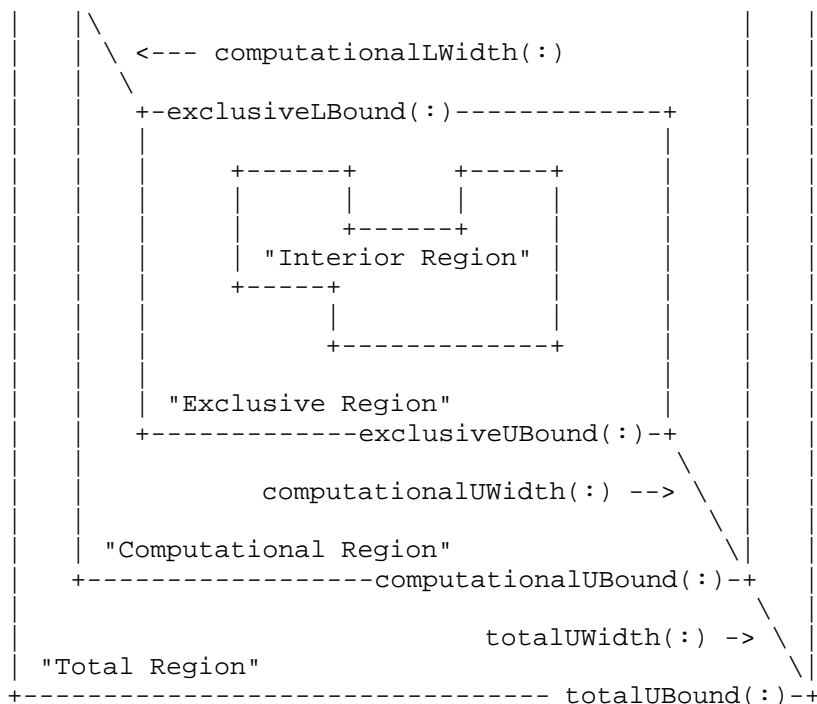 <--- computationalLWidth(:)
exclusiveLBound(:)
"Interior Region"
"Exclusive Region"
exclusiveUBound(:)
computationalUWidth(:) -->
"Computational Region"
computationalUBound(:)
totalUWidth(:) ->
"Total Region"
totalUBound(:)